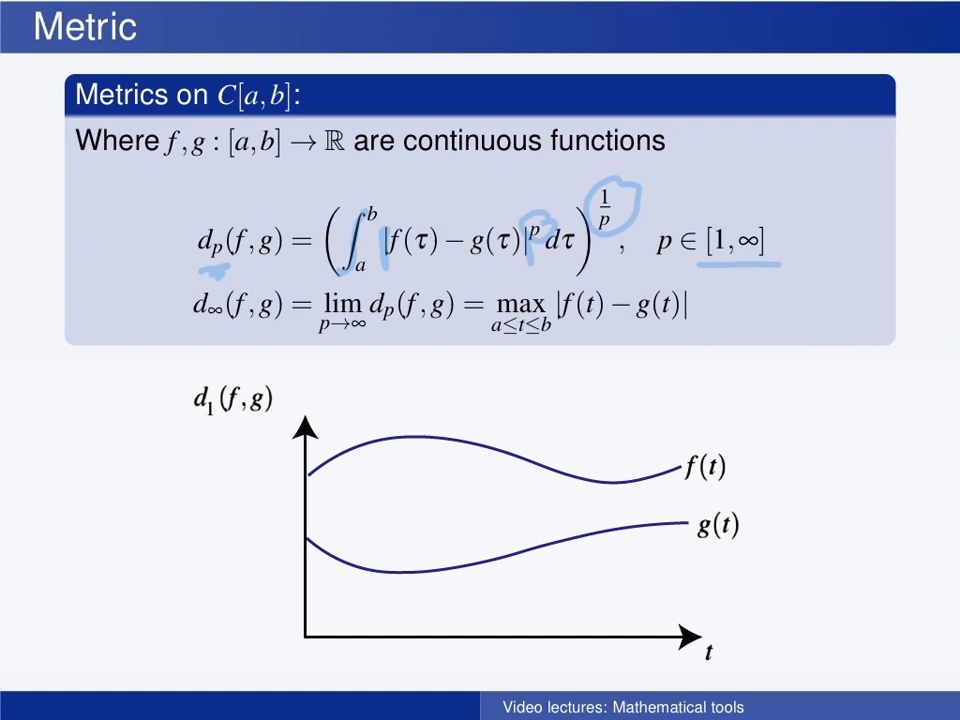 Metric
Metrics on C[a,b]:
Where f,g : [a,b] → ℝ are continuous functions
d_p(f,g) = (∫_a^b |f(τ) − g(τ)|^p dτ)^{1/p}, p ∈ [1,∞]
d_∞(f,g) = lim_{p→∞} d_p(f,g) = max_{a≤t≤b} |f(t) − g(t)|
d_1(f,g)
f(t)
g(t)
t
Video lectures: Mathematical tools